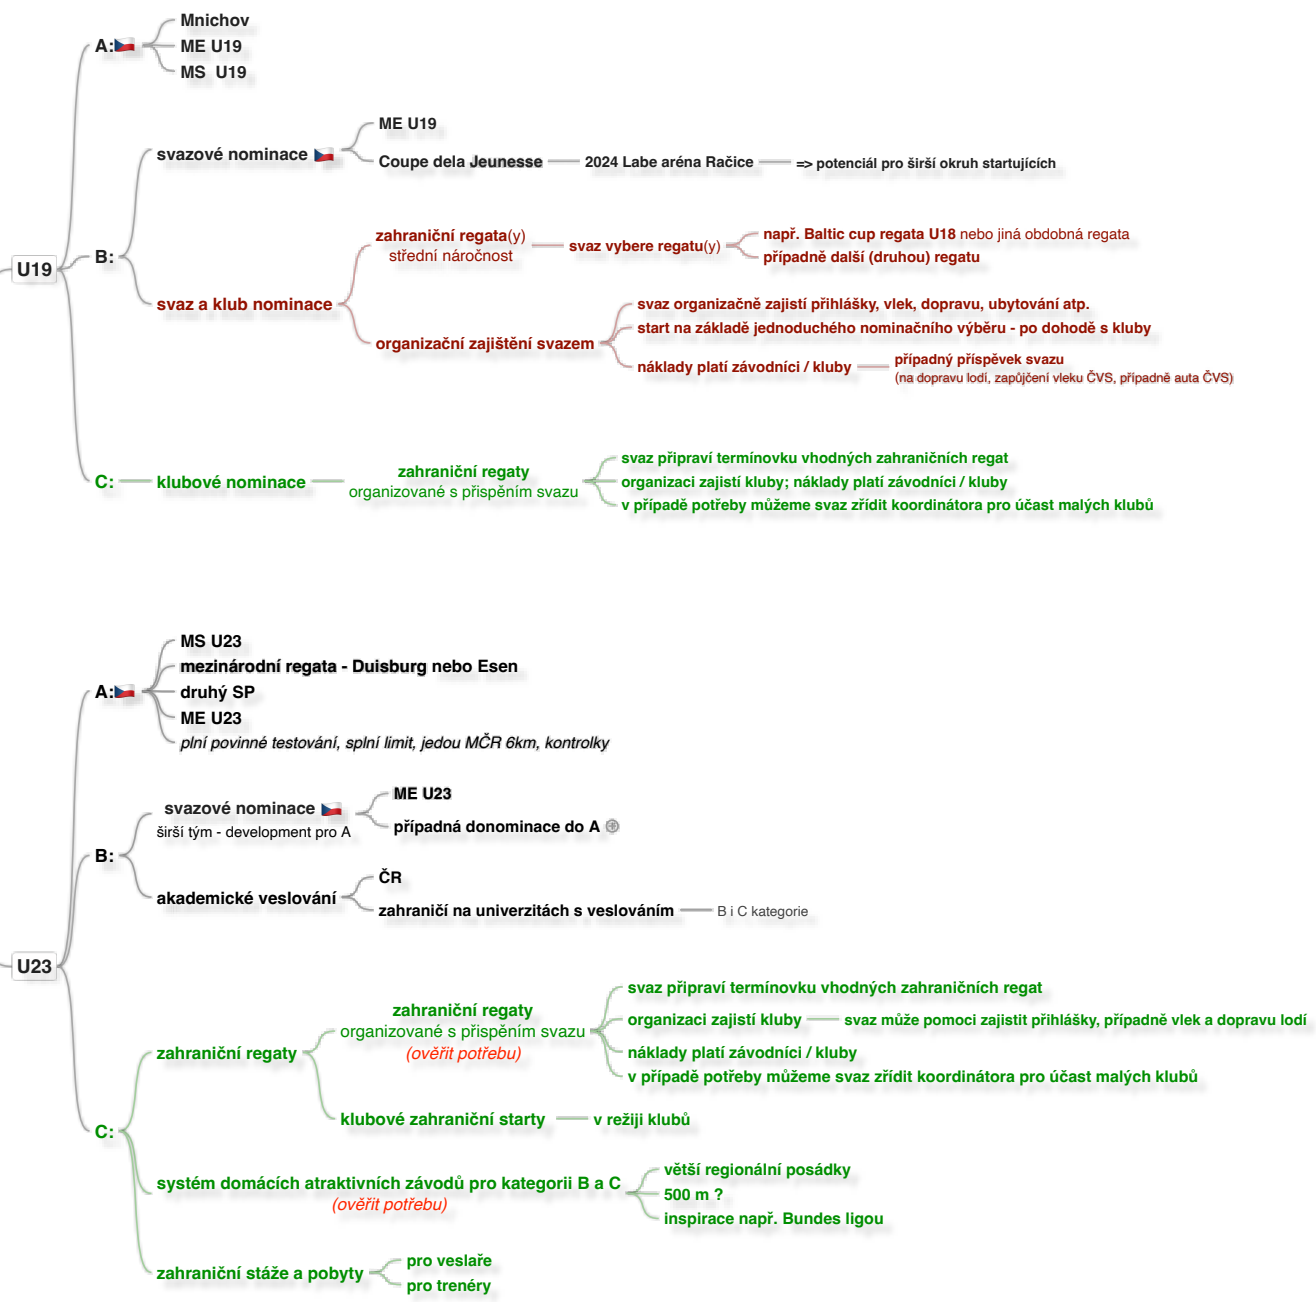 U19
A:
Mnichov
ME U19
MS U19
B:
svazové nominace
ME U19
Coupe dela Jeunesse
2024 Labe aréna Račice
=> potenciál pro širší okruh startujících
svaz a klub nominace
zahraniční regata(y)
střední náročnost
svaz vybere regatu(y)
např. Baltic cup regata U18 nebo jiná obdobná regata
případně další (druhou) regatu
organizační zajištění svazem
svaz organizačně zajistí přihlášky, vlek, dopravu, ubytování atp.
start na základě jednoduchého nominačního výběru - po dohodě s kluby
náklady platí závodníci / kluby
případný příspěvek svazu
(na dopravu lodí, zapůjčení vleku ČVS, případně auta ČVS)
C:
klubové nominace
zahraniční regaty
organizované s přispěním svazu
svaz připraví termínovku vhodných zahraničních regat
organizaci zajistí kluby; náklady platí závodníci / kluby
v případě potřeby můžeme svaz zřídit koordinátora pro účast malých klubů
U23
A:
MS U23
mezinárodní regata - Duisburg nebo Esen
druhý SP
ME U23
plní povinné testování, splní limit, jedou MČR 6km, kontrolky
B:
svazové nominace
širší tým - development pro A
ME U23
případná donominace do A
akademické veslování
ČR
zahraničí na univerzitách s veslováním
B i C kategorie
C:
zahraniční regaty
zahraniční regaty
organizované s přispěním svazu
(ověřit potřebu)
svaz připraví termínovku vhodných zahraničních regat
organizaci zajistí kluby
svaz může pomoci zajistit přihlášky, případně vlek a dopravu lodí
náklady platí závodníci / kluby
v případě potřeby můžeme svaz zřídit koordinátora pro účast malých klubů
klubové zahraniční starty
v režiji klubů
systém domácích atraktivních závodů pro kategorii B a C
(ověřit potřebu)
větší regionální posádky
500 m ?
inspirace např. Bundes ligou
zahraniční stáže a pobyty
pro veslaře
pro trenéry